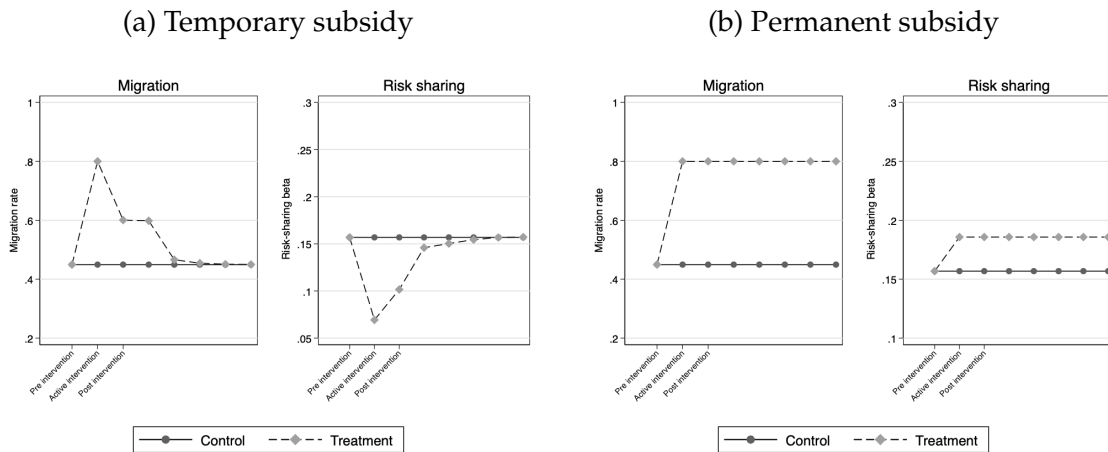 (a) Temporary subsidy
Migration
Migration rate
1
.8
.6
.4
.2
Pre intervention
Active intervention
Post intervention
Risk sharing
Risk-sharing beta
.3
.25
.2
.15
.1
.05
Pre intervention
Active intervention
Post intervention
Control
Treatment
(b) Permanent subsidy
Migration
Migration rate
1
.8
.6
.4
.2
Pre intervention
Active intervention
Post intervention
Risk sharing
Risk-sharing beta
.3
.25
.2
.15
.1
Pre intervention
Active intervention
Post intervention
Control
Treatment